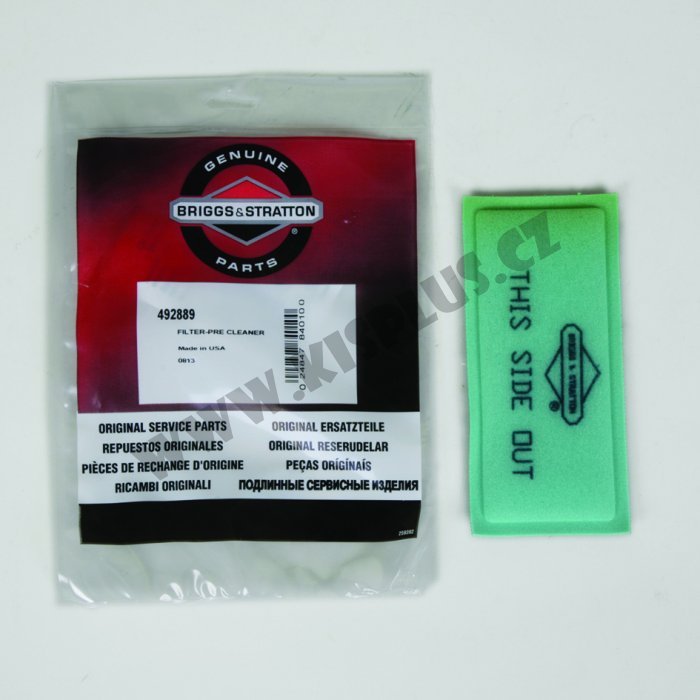 GENUINE
BRIGGS&STRATTON
®
PARTS
492889
FILTER-PRE CLEANER
Made in USA
0813
0 24847 84010 0
ORIGINAL SERVICE PARTS
REPUESTOS ORIGINALES
PIÈCES DE RECHANGE D'ORIGINE
RICAMBI ORIGINALI
ORIGINAL ERSATZTEILE
ORIGINAL RESERUDELAR
PEÇAS ORÍGÍNAÍS
ПОДЛИННЫЕ СЕРВИСНЫЕ ИЗДЕЛИЯ
THIS SIDE OUT
BRIGGS & STRATTON
®
WWW.KISPLUS.CZ